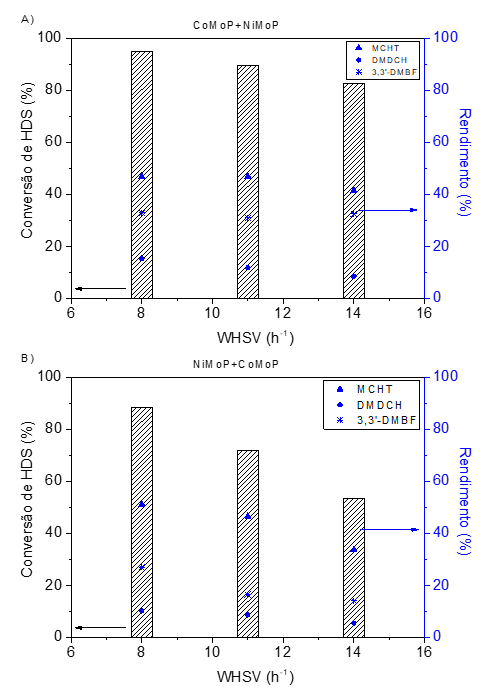 A)
CoMoP+NiMoP
Conversão de HDS (%)
100
80
60
40
20
0
MCHT
DMDCH
3,3'-DMBF
100
80
60
40
20
0
Rendimento (%)
6 8 10 12 14 16
WHSV (h⁻¹)
B)
NiMoP+CoMoP
Conversão de HDS (%)
100
80
60
40
20
0
MCHT
DMDCH
3,3'-DMBF
100
80
60
40
20
0
Rendimento (%)
6 8 10 12 14 16
WHSV (h⁻¹)